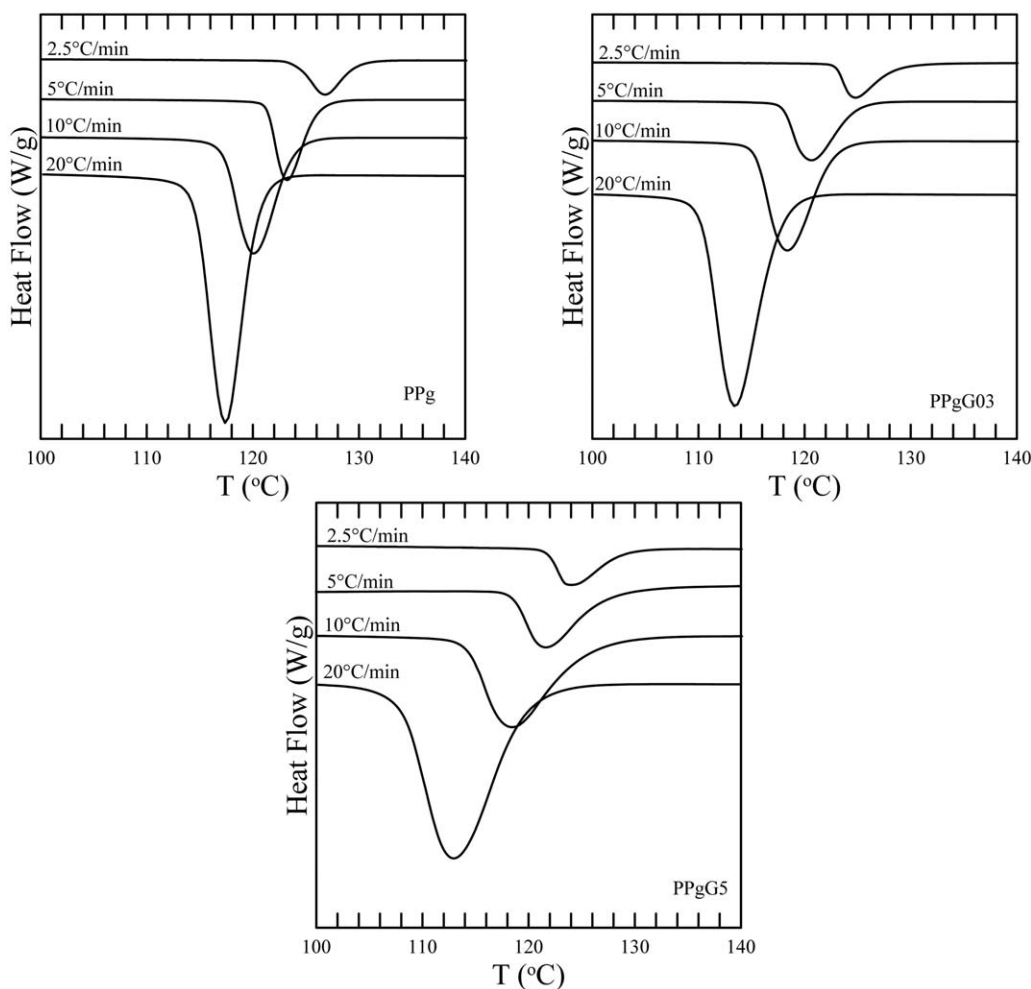 2.5°C/min
5°C/min
10°C/min
20°C/min
Heat Flow (W/g)
PPg
100 110 120 130 140
T (°C)
2.5°C/min
5°C/min
10°C/min
20°C/min
Heat Flow (W/g)
PPgG03
100 110 120 130 140
T (°C)
2.5°C/min
5°C/min
10°C/min
20°C/min
Heat Flow (W/g)
PPgG5
100 110 120 130 140
T (°C)